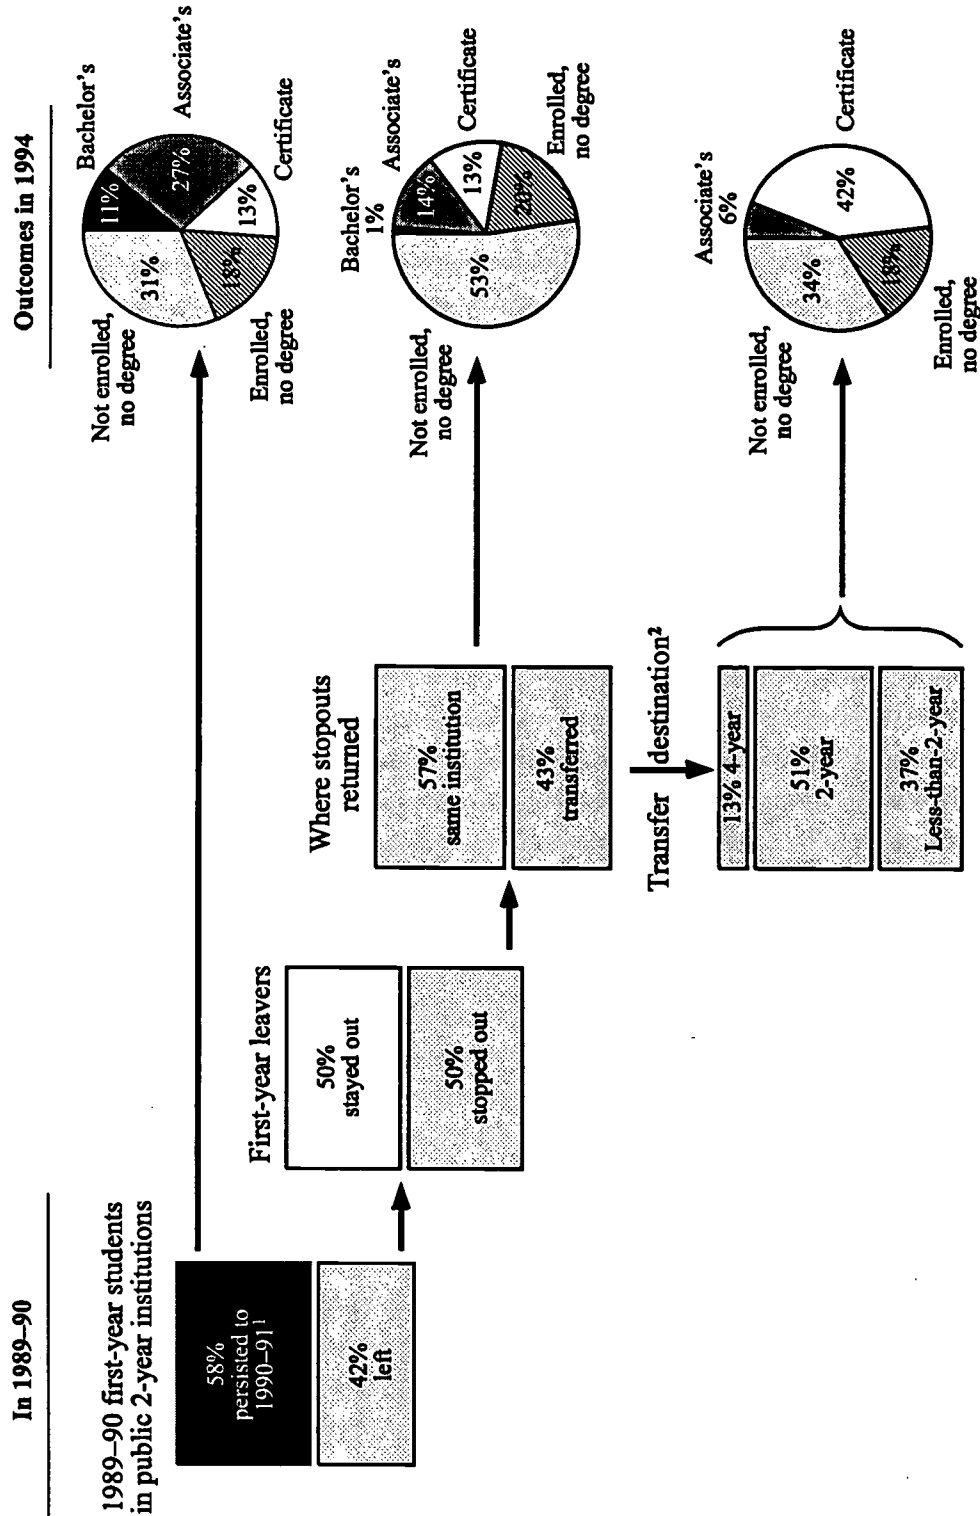 In 1989–90
Outcomes in 1994
1989–90 first-year students
in public 2-year institutions
58%
persisted to
1990–91¹
42%
left
First-year leavers
50%
stayed out
50%
stopped out
Where stopouts
returned
57%
same institution
43%
transferred
Transfer destination²
13% 4-year
51%
2-year
37%
Less-than-2-year
Not enrolled,
no degree
31%
Bachelor's
11%
Associate's
27%
Certificate
13%
Enrolled,
no degree
18%
Bachelor's
1%
Associate's
14%
Certificate
13%
Enrolled,
no degree
20%
Not enrolled,
no degree
53%
Associate's
6%
Certificate
42%
Enrolled,
no degree
18%
Not enrolled,
no degree
34%